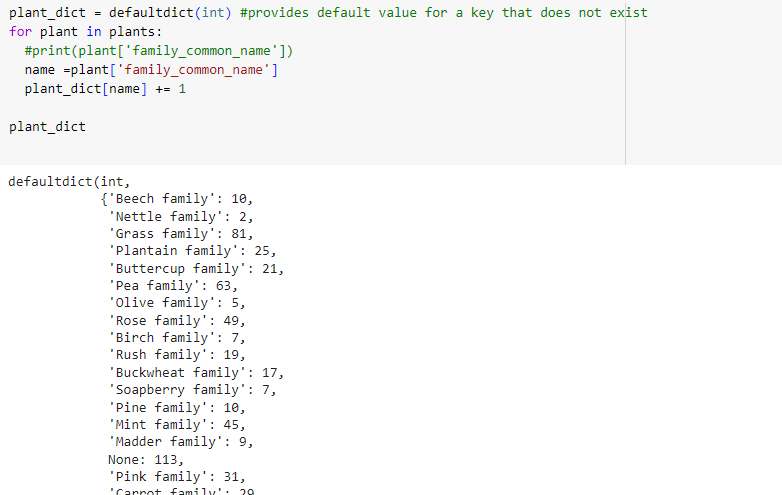 plant_dict = defaultdict(int) #provides default value for a key that does not exist
for plant in plants:
  #print(plant['family_common_name'])
  name =plant['family_common_name']
  plant_dict[name] += 1

plant_dict

defaultdict(int,
            {'Beech family': 10,
             'Nettle family': 2,
             'Grass family': 81,
             'Plantain family': 25,
             'Buttercup family': 21,
             'Pea family': 63,
             'Olive family': 5,
             'Rose family': 49,
             'Birch family': 7,
             'Rush family': 19,
             'Buckwheat family': 17,
             'Soapberry family': 7,
             'Pine family': 10,
             'Mint family': 45,
             'Madder family': 9,
             None: 113,
             'Pink family': 31,
             'Carrot family': 29